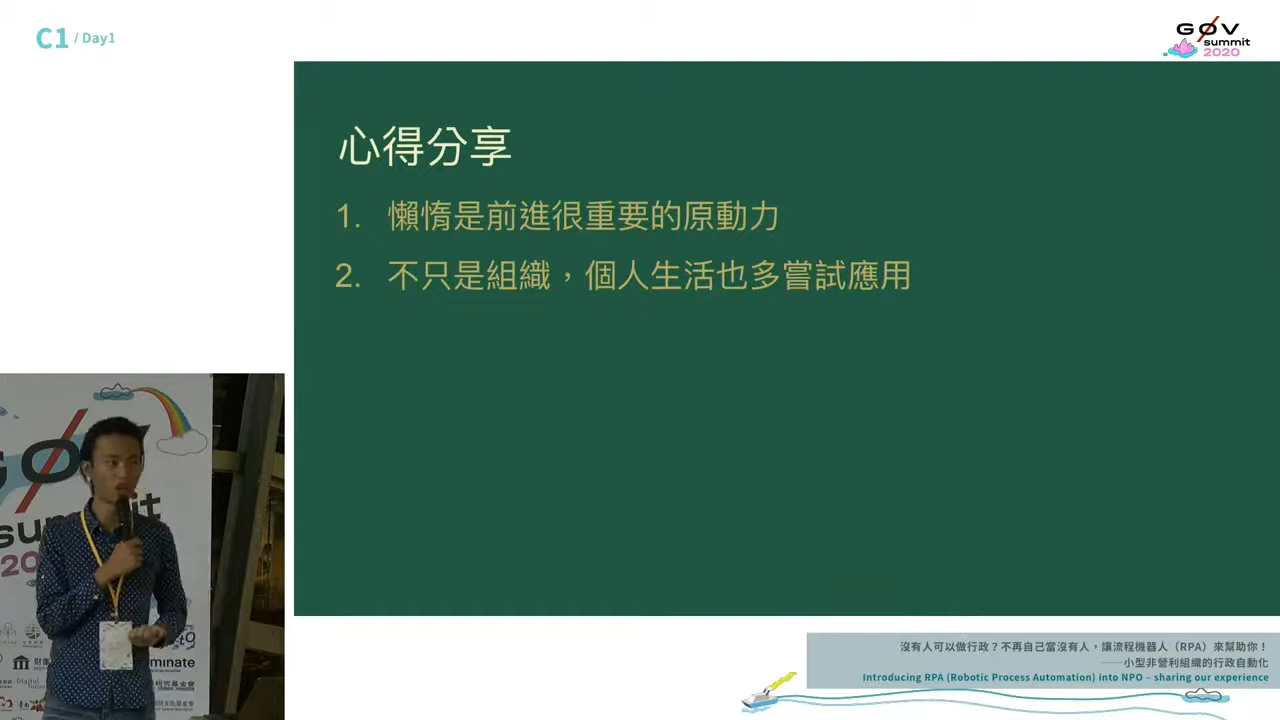 C1 / Day1
GØV
summit
2020
心得分享
1. 懶惰是前進很重要的原動力
2. 不只是組織，個人生活也多嘗試應用
沒有人可以做行政？不再自己當沒有人，讓流程機器人（RPA）來幫助你！
——小型非營利組織的行政自動化
Introducing RPA (Robotic Process Automation) into NPO – sharing our experience